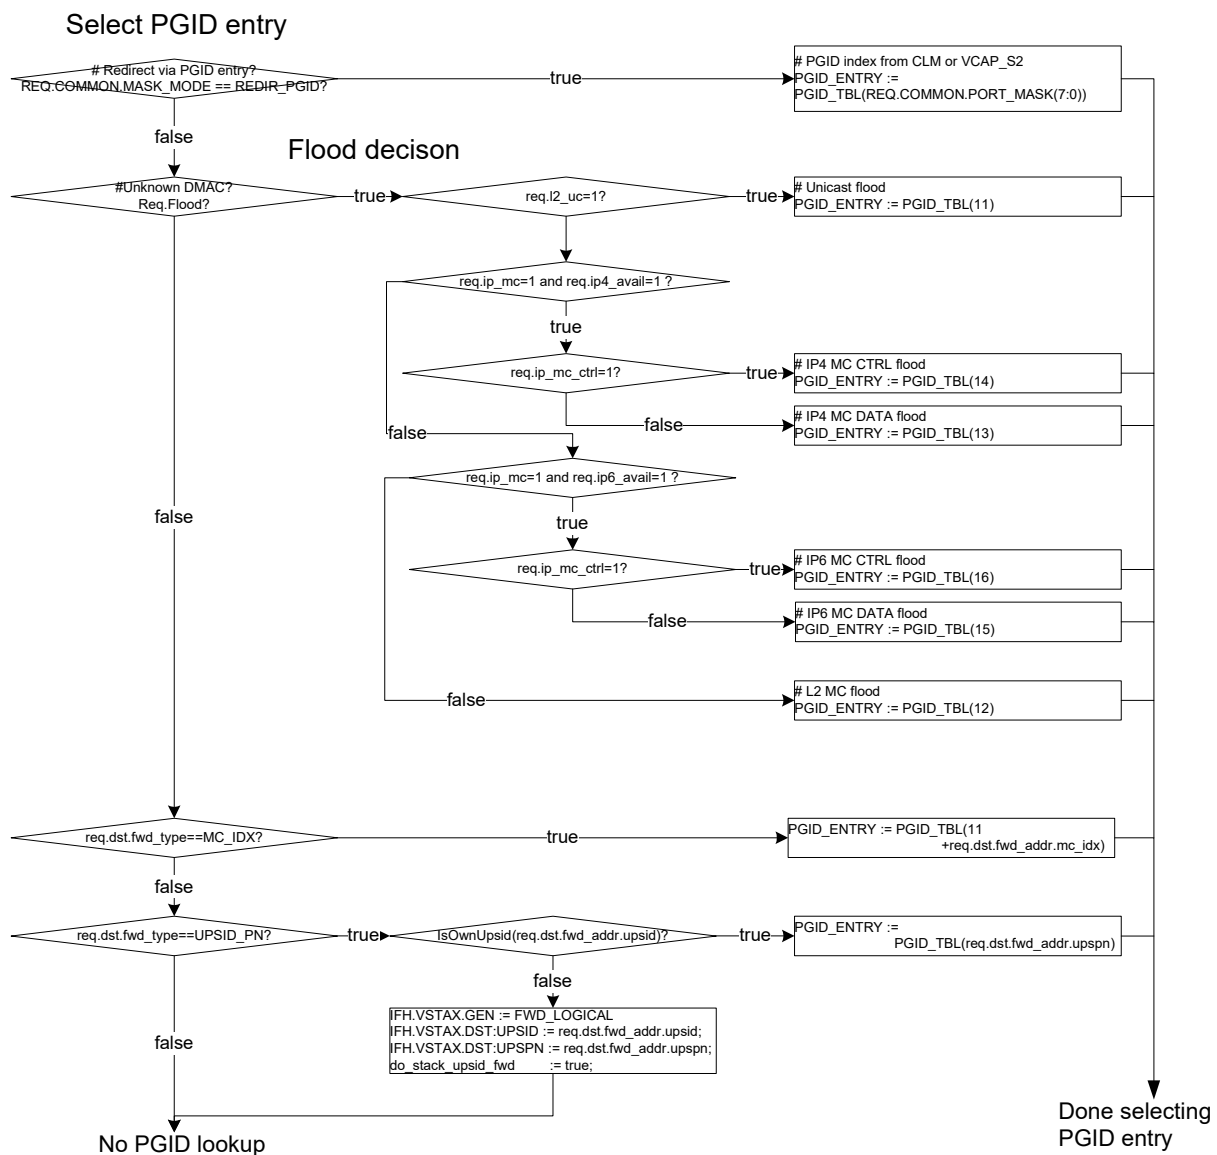 Select PGID entry
# Redirect via PGID entry?
REQ.COMMON.MASK_MODE == REDIR_PGID?
true
# PGID index from CLM or VCAP_S2
PGID_ENTRY :=
PGID_TBL(REQ.COMMON.PORT_MASK(7:0))
false
Flood decison
#Unknown DMAC?
Req.Flood?
true
req.l2_uc=1?
true
# Unicast flood
PGID_ENTRY := PGID_TBL(11)
req.ip_mc=1 and req.ip4_avail=1 ?
true
req.ip_mc_ctrl=1?
true
# IP4 MC CTRL flood
PGID_ENTRY := PGID_TBL(14)
false
# IP4 MC DATA flood
PGID_ENTRY := PGID_TBL(13)
false
req.ip_mc=1 and req.ip6_avail=1 ?
false
true
req.ip_mc_ctrl=1?
true
# IP6 MC CTRL flood
PGID_ENTRY := PGID_TBL(16)
false
# IP6 MC DATA flood
PGID_ENTRY := PGID_TBL(15)
false
# L2 MC flood
PGID_ENTRY := PGID_TBL(12)
req.dst.fwd_type==MC_IDX?
true
PGID_ENTRY := PGID_TBL(11
+req.dst.fwd_addr.mc_idx)
false
req.dst.fwd_type==UPSID_PN?
true
IsOwnUpsid(req.dst.fwd_addr.upsid)?
true
PGID_ENTRY :=
PGID_TBL(req.dst.fwd_addr.upspn)
false
IFH.VSTAX.GEN := FWD_LOGICAL
IFH.VSTAX.DST:UPSID := req.dst.fwd_addr.upsid;
IFH.VSTAX.DST:UPSPN := req.dst.fwd_addr.upspn;
do_stack_upsid_fwd := true;
false
No PGID lookup
Done selecting
PGID entry